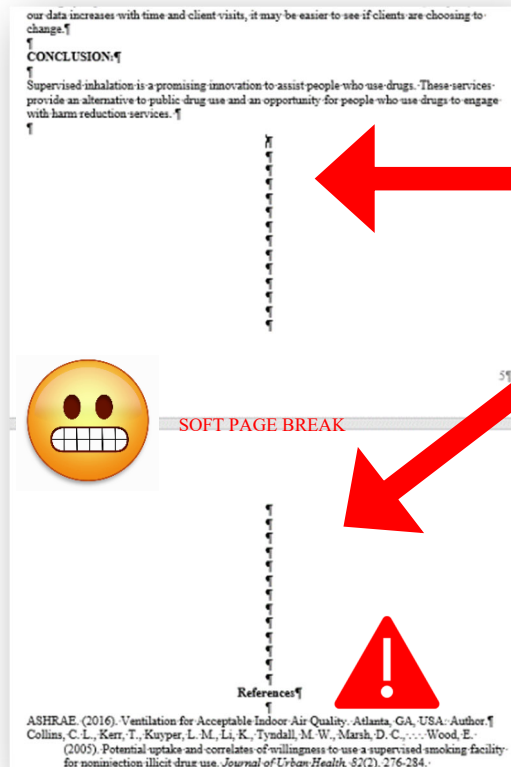 our data increases with time and client visits, it may be easier to see if clients are choosing to
change.¶
¶
CONCLUSION:¶
¶
Supervised inhalation is a promising innovation to assist people who use drugs. These services
provide an alternative to public drug use and an opportunity for people who use drugs to engage
with harm reduction services. ¶
¶
¶
¶
¶
¶
¶
¶
¶
¶
¶
¶
¶
¶
¶
5¶
SOFT PAGE BREAK
¶
¶
¶
¶
¶
¶
¶
¶
¶
¶
¶
¶
¶
References¶
¶
ASHRAE. (2016). Ventilation for Acceptable Indoor Air Quality. Atlanta, GA, USA: Author.¶
Collins, C. L., Kerr, T., Kuyper, L. M., Li, K., Tyndall, M. W., Marsh, D. C., . . . Wood, E.
(2005). Potential uptake and correlates of willingness to use a supervised smoking facility
for noninjection illicit drug use. Journal of Urban Health, 82(2), 276-284.